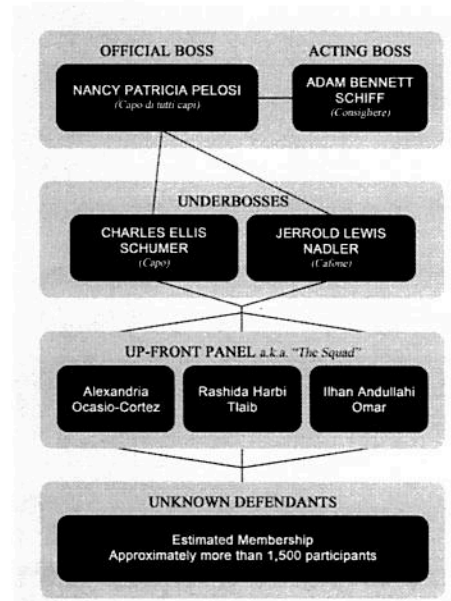 OFFICIAL BOSS
ACTING BOSS
NANCY PATRICIA PELOSI
(Capo di tutti capi)
ADAM BENNETT
SCHIFF
(Consighere)
UNDERBOSSES
CHARLES ELLIS
SCHUMER
(Capo)
JERROLD LEWIS
NADLER
(Cafone)
UP-FRONT PANEL a.k.a. “The Squad”
Alexandria
Ocasio-Cortez
Rashida Harbi
Tlaib
Ilhan Andullahi
Omar
UNKNOWN DEFENDANTS
Estimated Membership
Approximately more than 1,500 participants